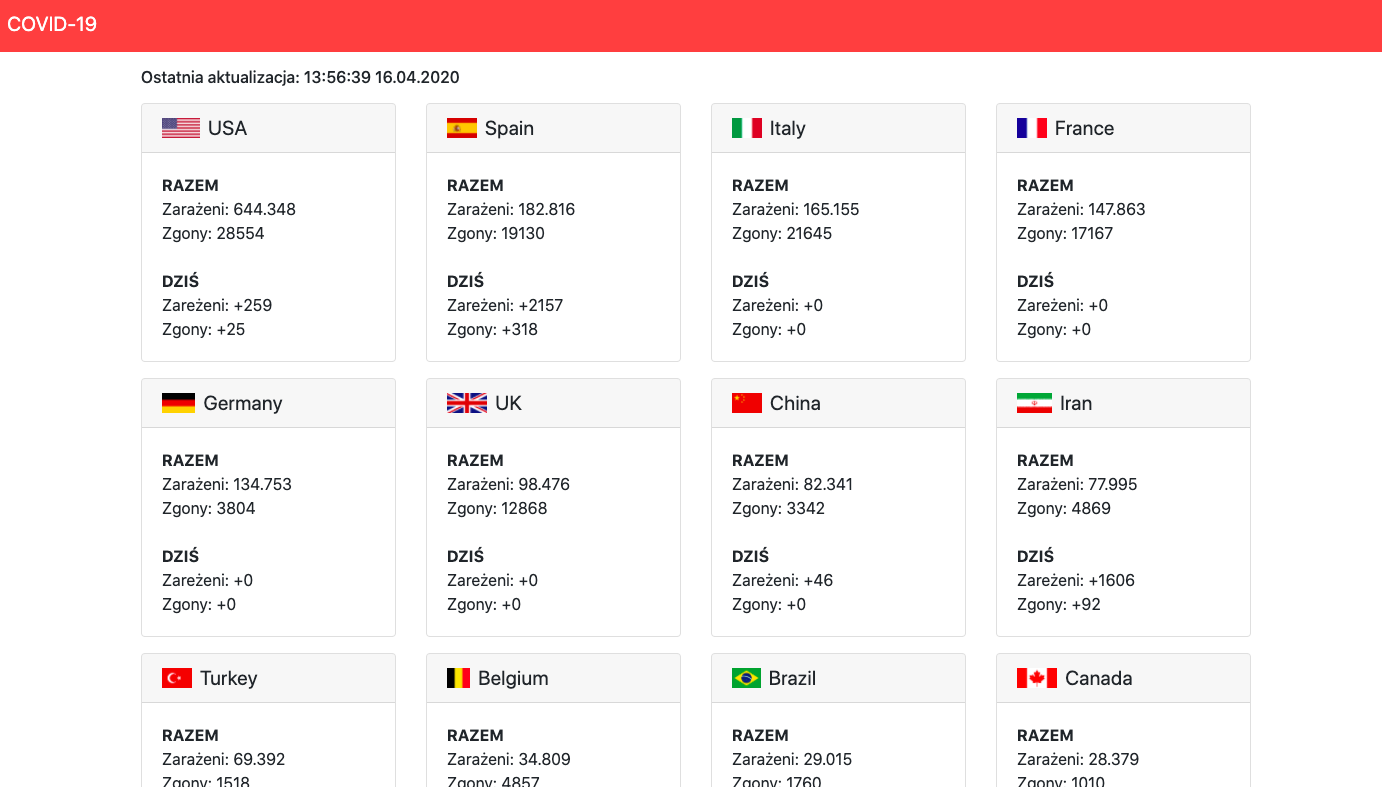 COVID-19
Ostatnia aktualizacja: 13:56:39 16.04.2020
USA
RAZEM
Zarażeni: 644.348
Zgony: 28554
DZIŚ
Zareżeni: +259
Zgony: +25
Spain
RAZEM
Zarażeni: 182.816
Zgony: 19130
DZIŚ
Zareżeni: +2157
Zgony: +318
Italy
RAZEM
Zarażeni: 165.155
Zgony: 21645
DZIŚ
Zareżeni: +0
Zgony: +0
France
RAZEM
Zarażeni: 147.863
Zgony: 17167
DZIŚ
Zareżeni: +0
Zgony: +0
Germany
RAZEM
Zarażeni: 134.753
Zgony: 3804
DZIŚ
Zareżeni: +0
Zgony: +0
UK
RAZEM
Zarażeni: 98.476
Zgony: 12868
DZIŚ
Zareżeni: +0
Zgony: +0
China
RAZEM
Zarażeni: 82.341
Zgony: 3342
DZIŚ
Zareżeni: +46
Zgony: +0
Iran
RAZEM
Zarażeni: 77.995
Zgony: 4869
DZIŚ
Zareżeni: +1606
Zgony: +92
Turkey
RAZEM
Zarażeni: 69.392
Zgony: 1518
Belgium
RAZEM
Zarażeni: 34.809
Zgony: 4857
Brazil
RAZEM
Zarażeni: 29.015
Zgony: 1760
Canada
RAZEM
Zarażeni: 28.379
Zgony: 1010